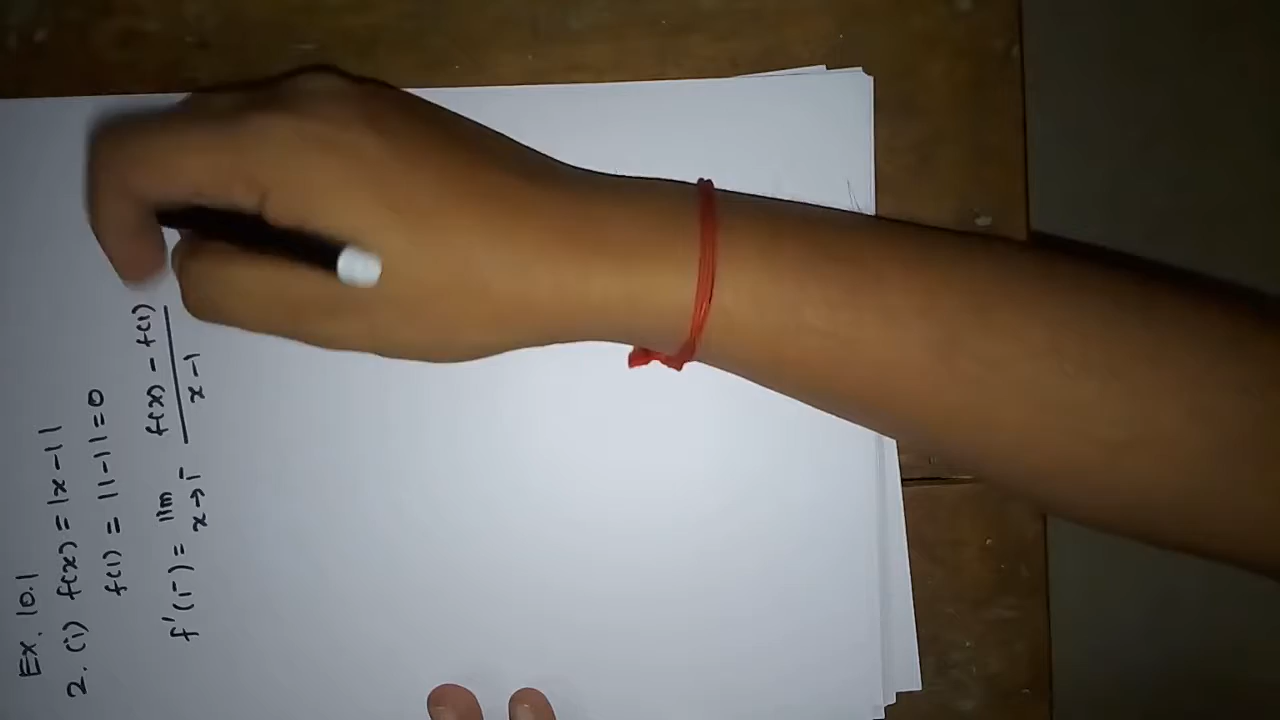 Ex. 10.1
2. (i) f(x) = |x-1|
f(1) = |1-1| = 0
f'(1⁻) = lim x→1⁻ f(x) - f(1) / x-1